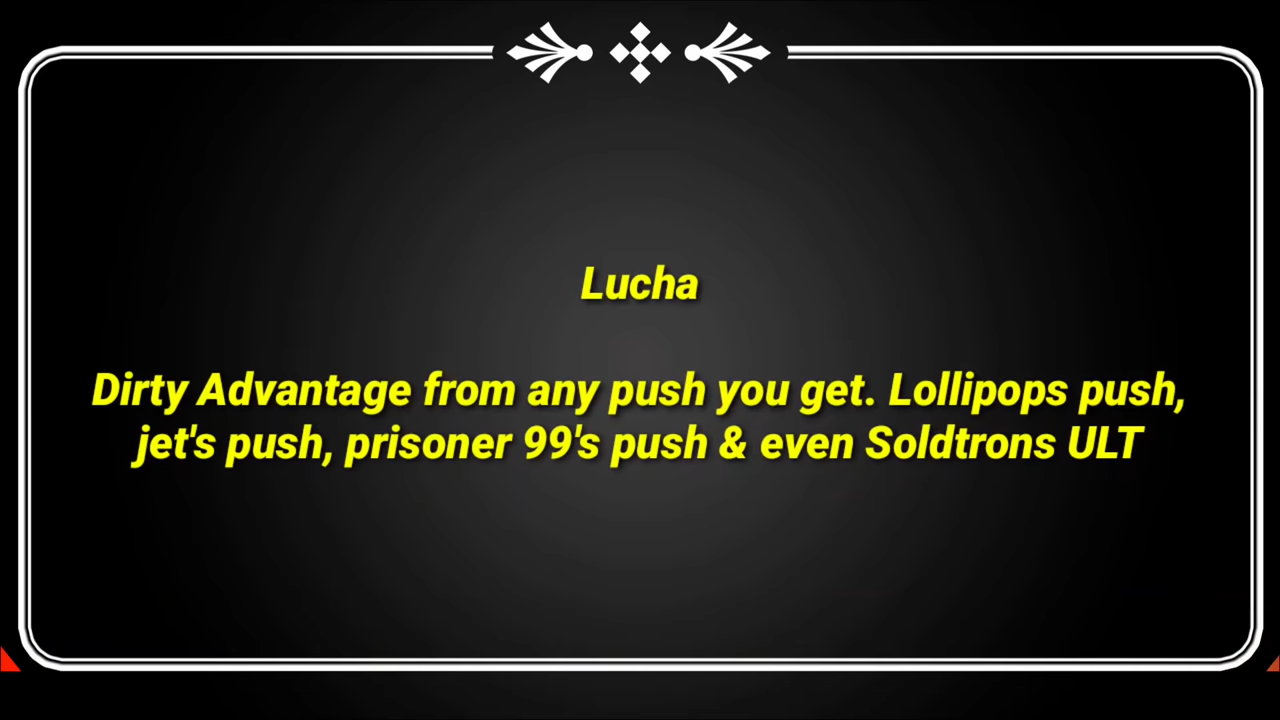 Lucha
Dirty Advantage from any push you get. Lollipops push,
jet's push, prisoner 99's push & even Soldtrons ULT